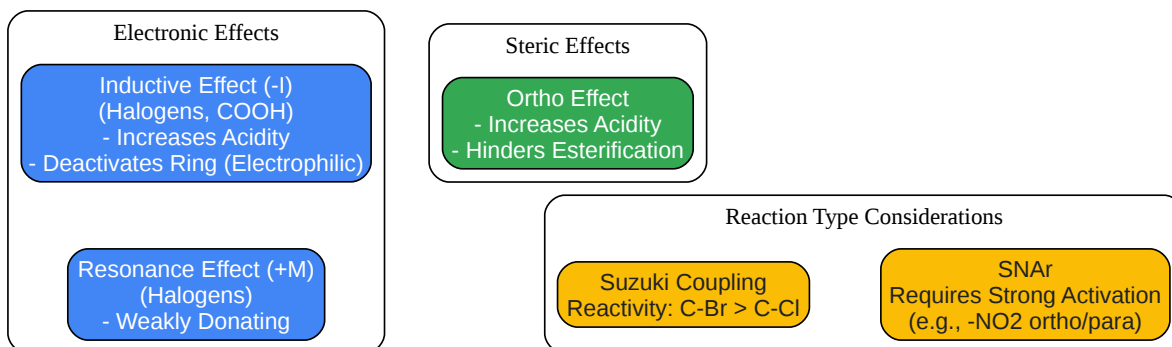 Electronic Effects
Inductive Effect (-I)
(Halogens, COOH)
- Increases Acidity
- Deactivates Ring (Electrophilic)
Resonance Effect (+M)
(Halogens)
- Weakly Donating
Steric Effects
Ortho Effect
- Increases Acidity
- Hinders Esterification
Reaction Type Considerations
Suzuki Coupling
Reactivity: C-Br > C-Cl
SNAr
Requires Strong Activation
(e.g., -NO2 ortho/para)